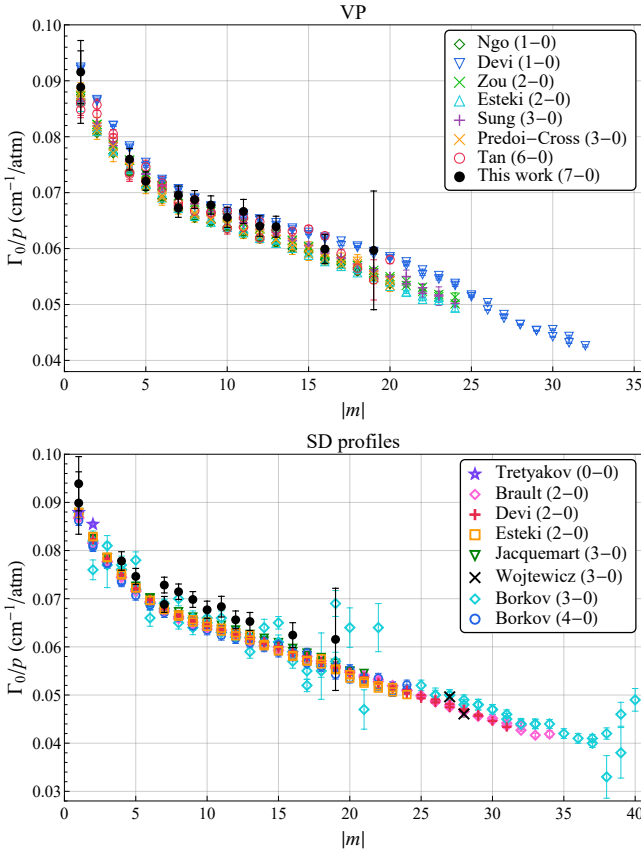 VP
Γ₀/p (cm⁻¹/atm)
0.10
0.09
0.08
0.07
0.06
0.05
0.04
Ngo (1−0)
Devi (1−0)
Zou (2−0)
Esteki (2−0)
Sung (3−0)
Predoi−Cross (3−0)
Tan (6−0)
This work (7−0)
0 5 10 15 20 25 30 35
|m|
SD profiles
Γ₀/p (cm⁻¹/atm)
0.10
0.09
0.08
0.07
0.06
0.05
0.04
0.03
Tretyakov (0−0)
Brault (2−0)
Devi (2−0)
Esteki (2−0)
Jacquemart (3−0)
Wojtewicz (3−0)
Borkov (3−0)
Borkov (4−0)
0 5 10 15 20 25 30 35 40
|m|